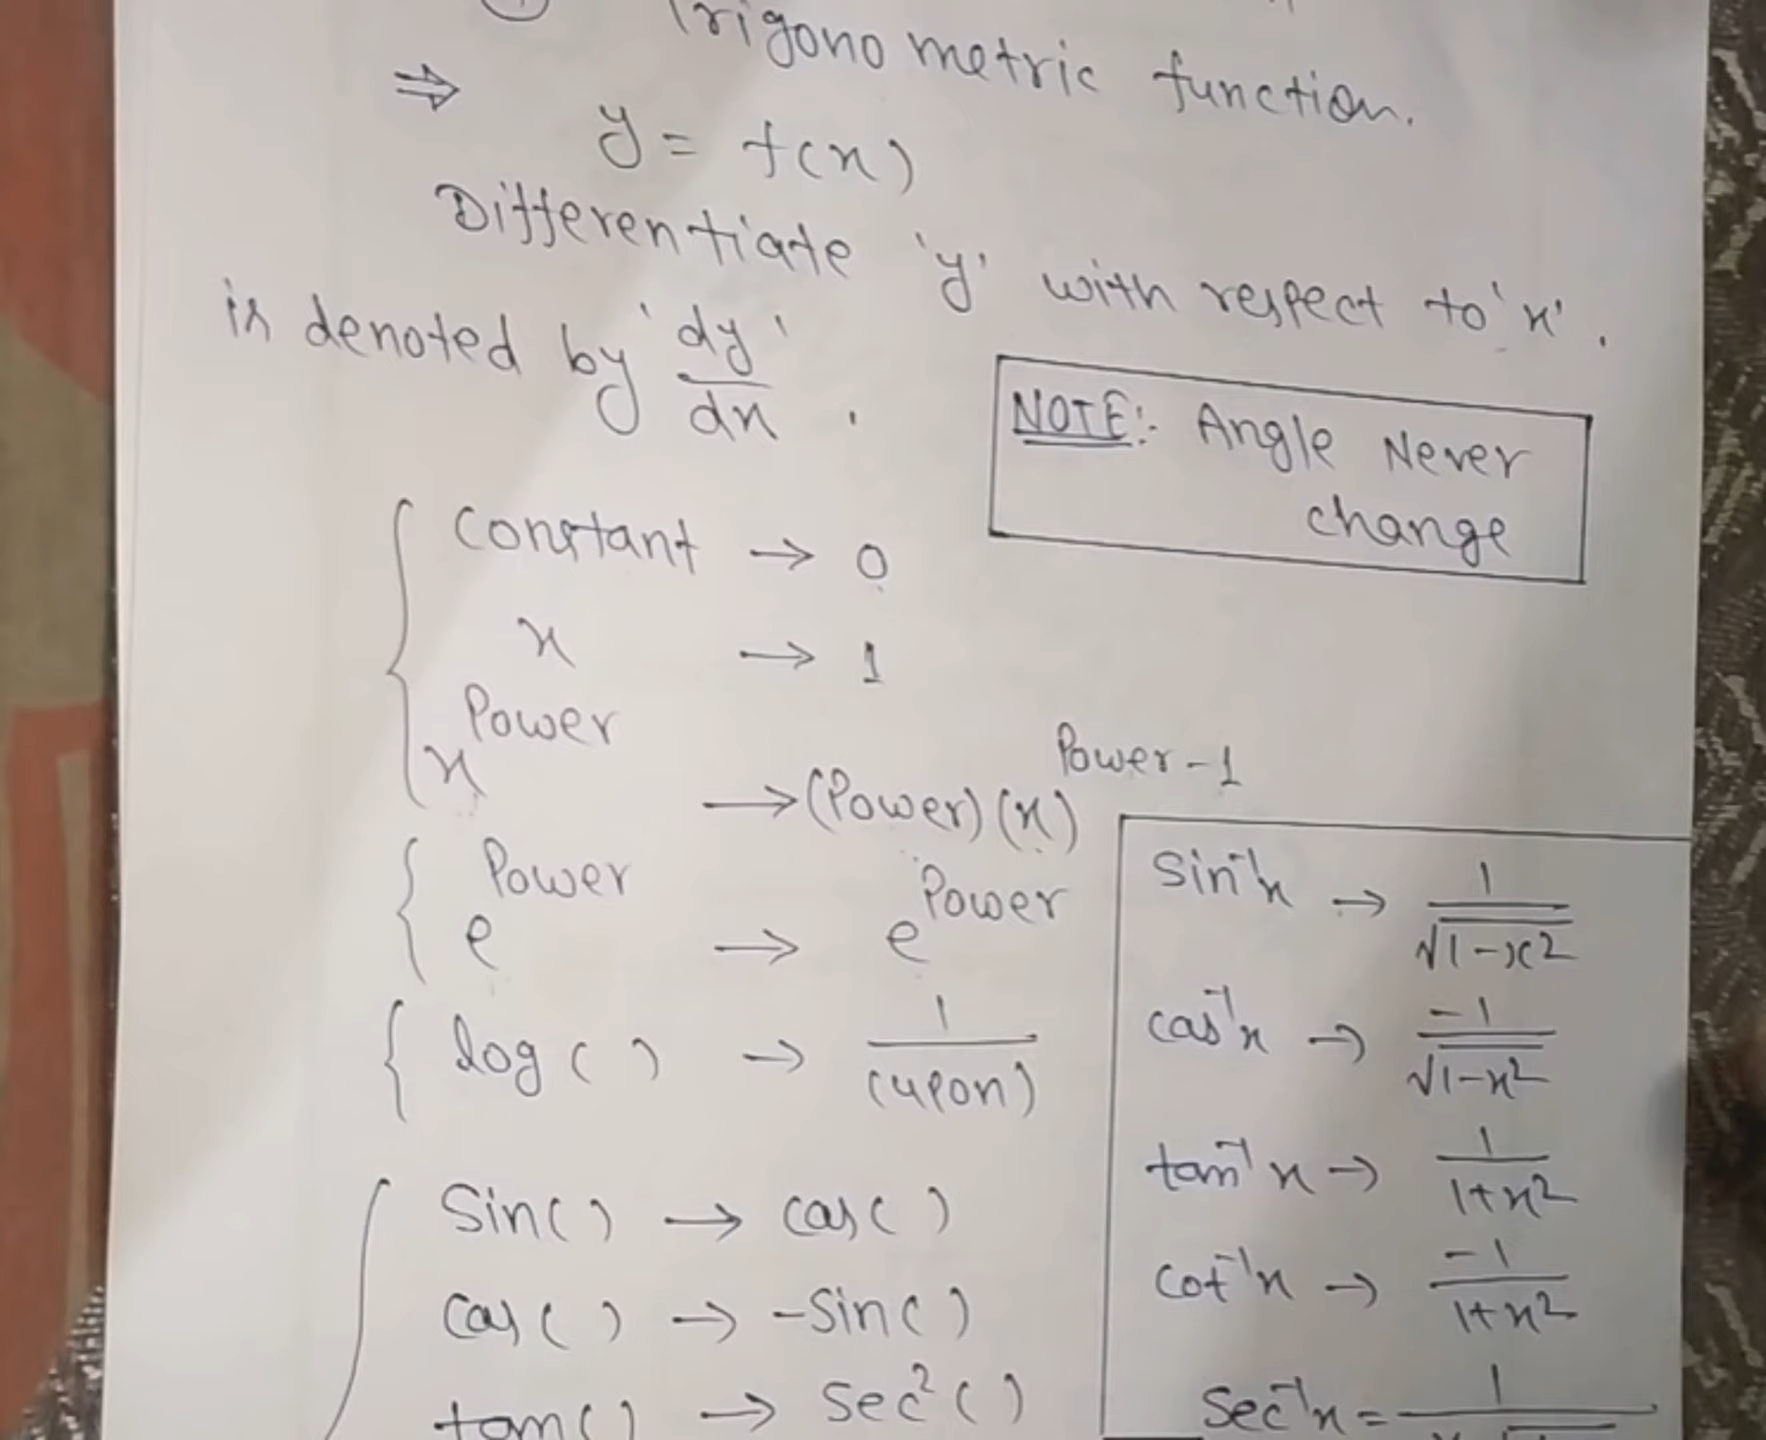 Trigonometric function.
⇒ y = f(x)
Differentiate 'y' with respect to 'x'.
is denoted by 'dy/dx'.
NOTE:- Angle Never
change
constant → 0
x → 1
x^Power → (Power)(x)^Power-1
e^Power → e^Power
log( ) → 1/(upon)
Sin( ) → cos( )
cos( ) → -sin( )
tan( ) → sec²( )
sin⁻¹x → 1/√1-x²
cos⁻¹x → -1/√1-x²
tan⁻¹x → 1/1+x²
cot⁻¹x → -1/1+x²
sec⁻¹x = 1